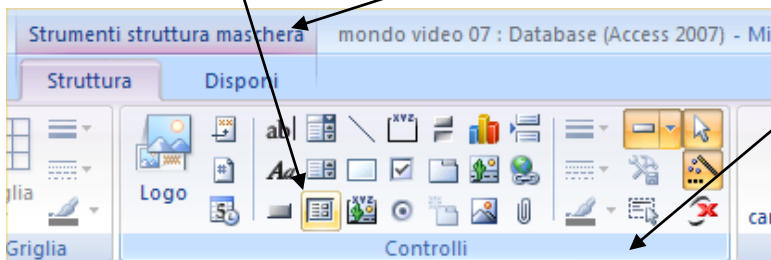 Strumenti struttura maschera mondo video 07 : Database (Access 2007) - Mi
Struttura Disponi
Logo
Griglia Controlli